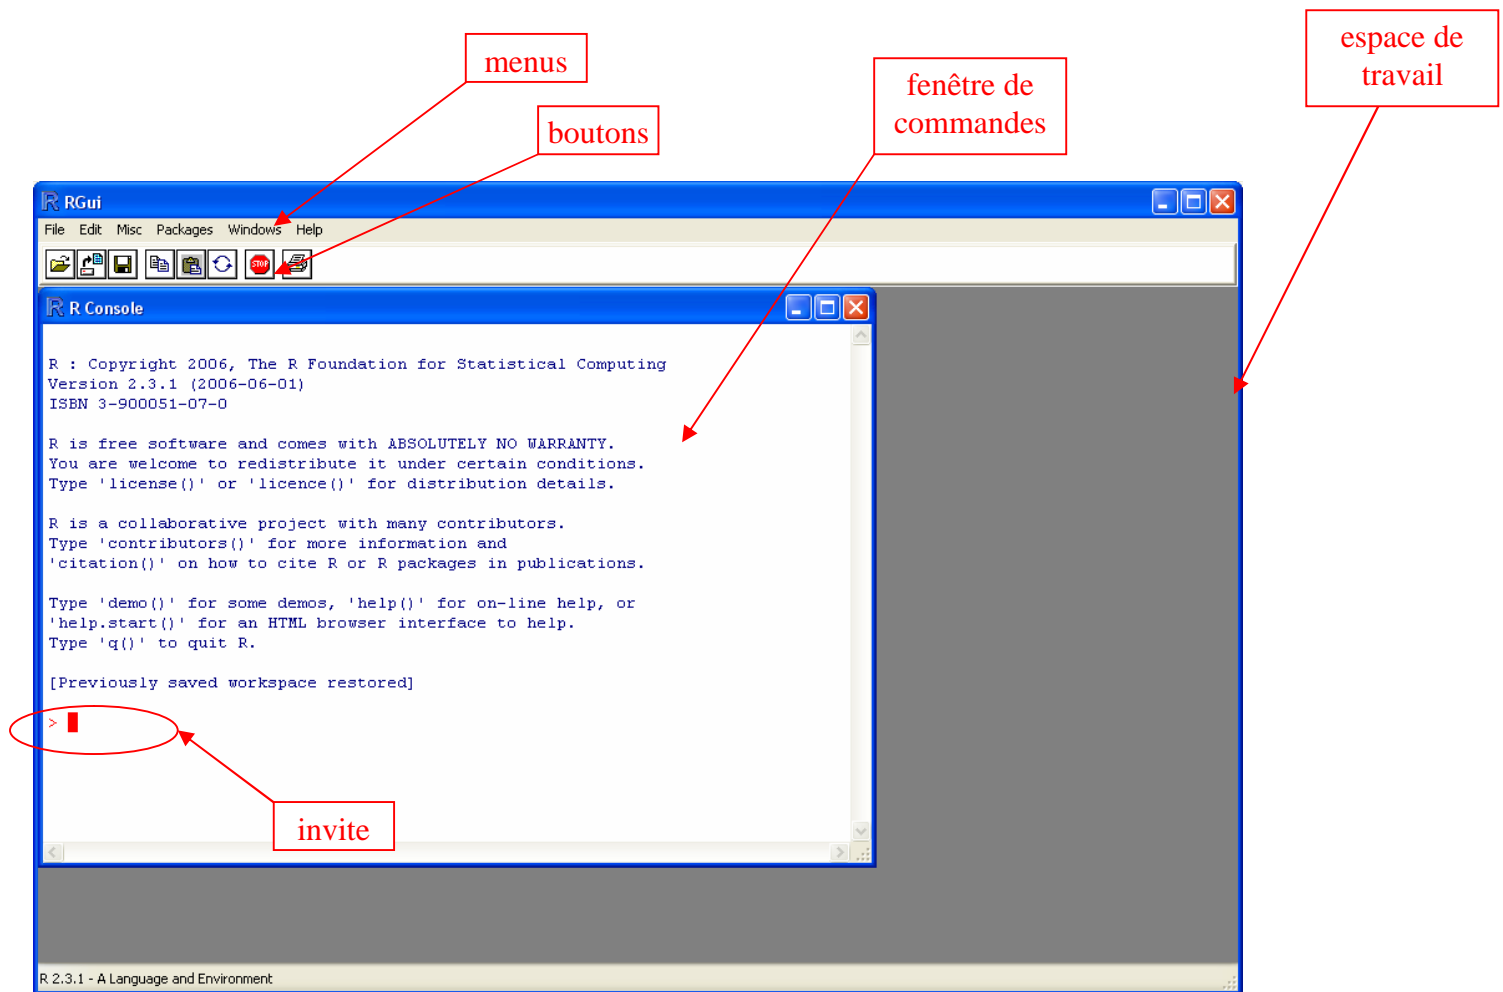 menus
boutons
fenêtre de
commandes
espace de
travail
RGui
File Edit Misc Packages Windows Help
STOP
R Console
R : Copyright 2006, The R Foundation for Statistical Computing
Version 2.3.1 (2006-06-01)
ISBN 3-900051-07-0
R is free software and comes with ABSOLUTELY NO WARRANTY.
You are welcome to redistribute it under certain conditions.
Type 'license()' or 'licence()' for distribution details.
R is a collaborative project with many contributors.
Type 'contributors()' for more information and
'citation()' on how to cite R or R packages in publications.
Type 'demo()' for some demos, 'help()' for on-line help, or
'help.start()' for an HTML browser interface to help.
Type 'q()' to quit R.
[Previously saved workspace restored]
>
invite
R 2.3.1 - A Language and Environment